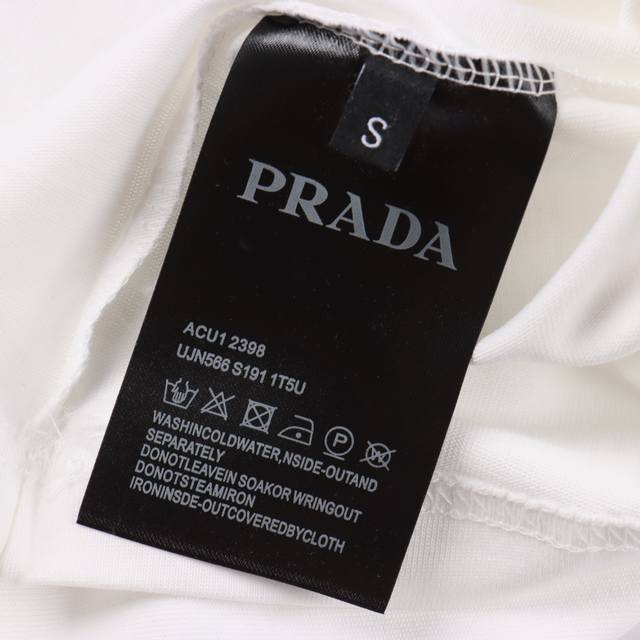 S
PRADA
ACU1 2398
UJN566 S191 1T5U
P
WASHINCOLDWATER,NSIDE-OUTAND
SEPARATELY
DONOTLEAVEIN SOAKOR WRINGOUT
DONOTSTEAMIRON
IRONINSDE-OUTCOVEREDBYCLOTH